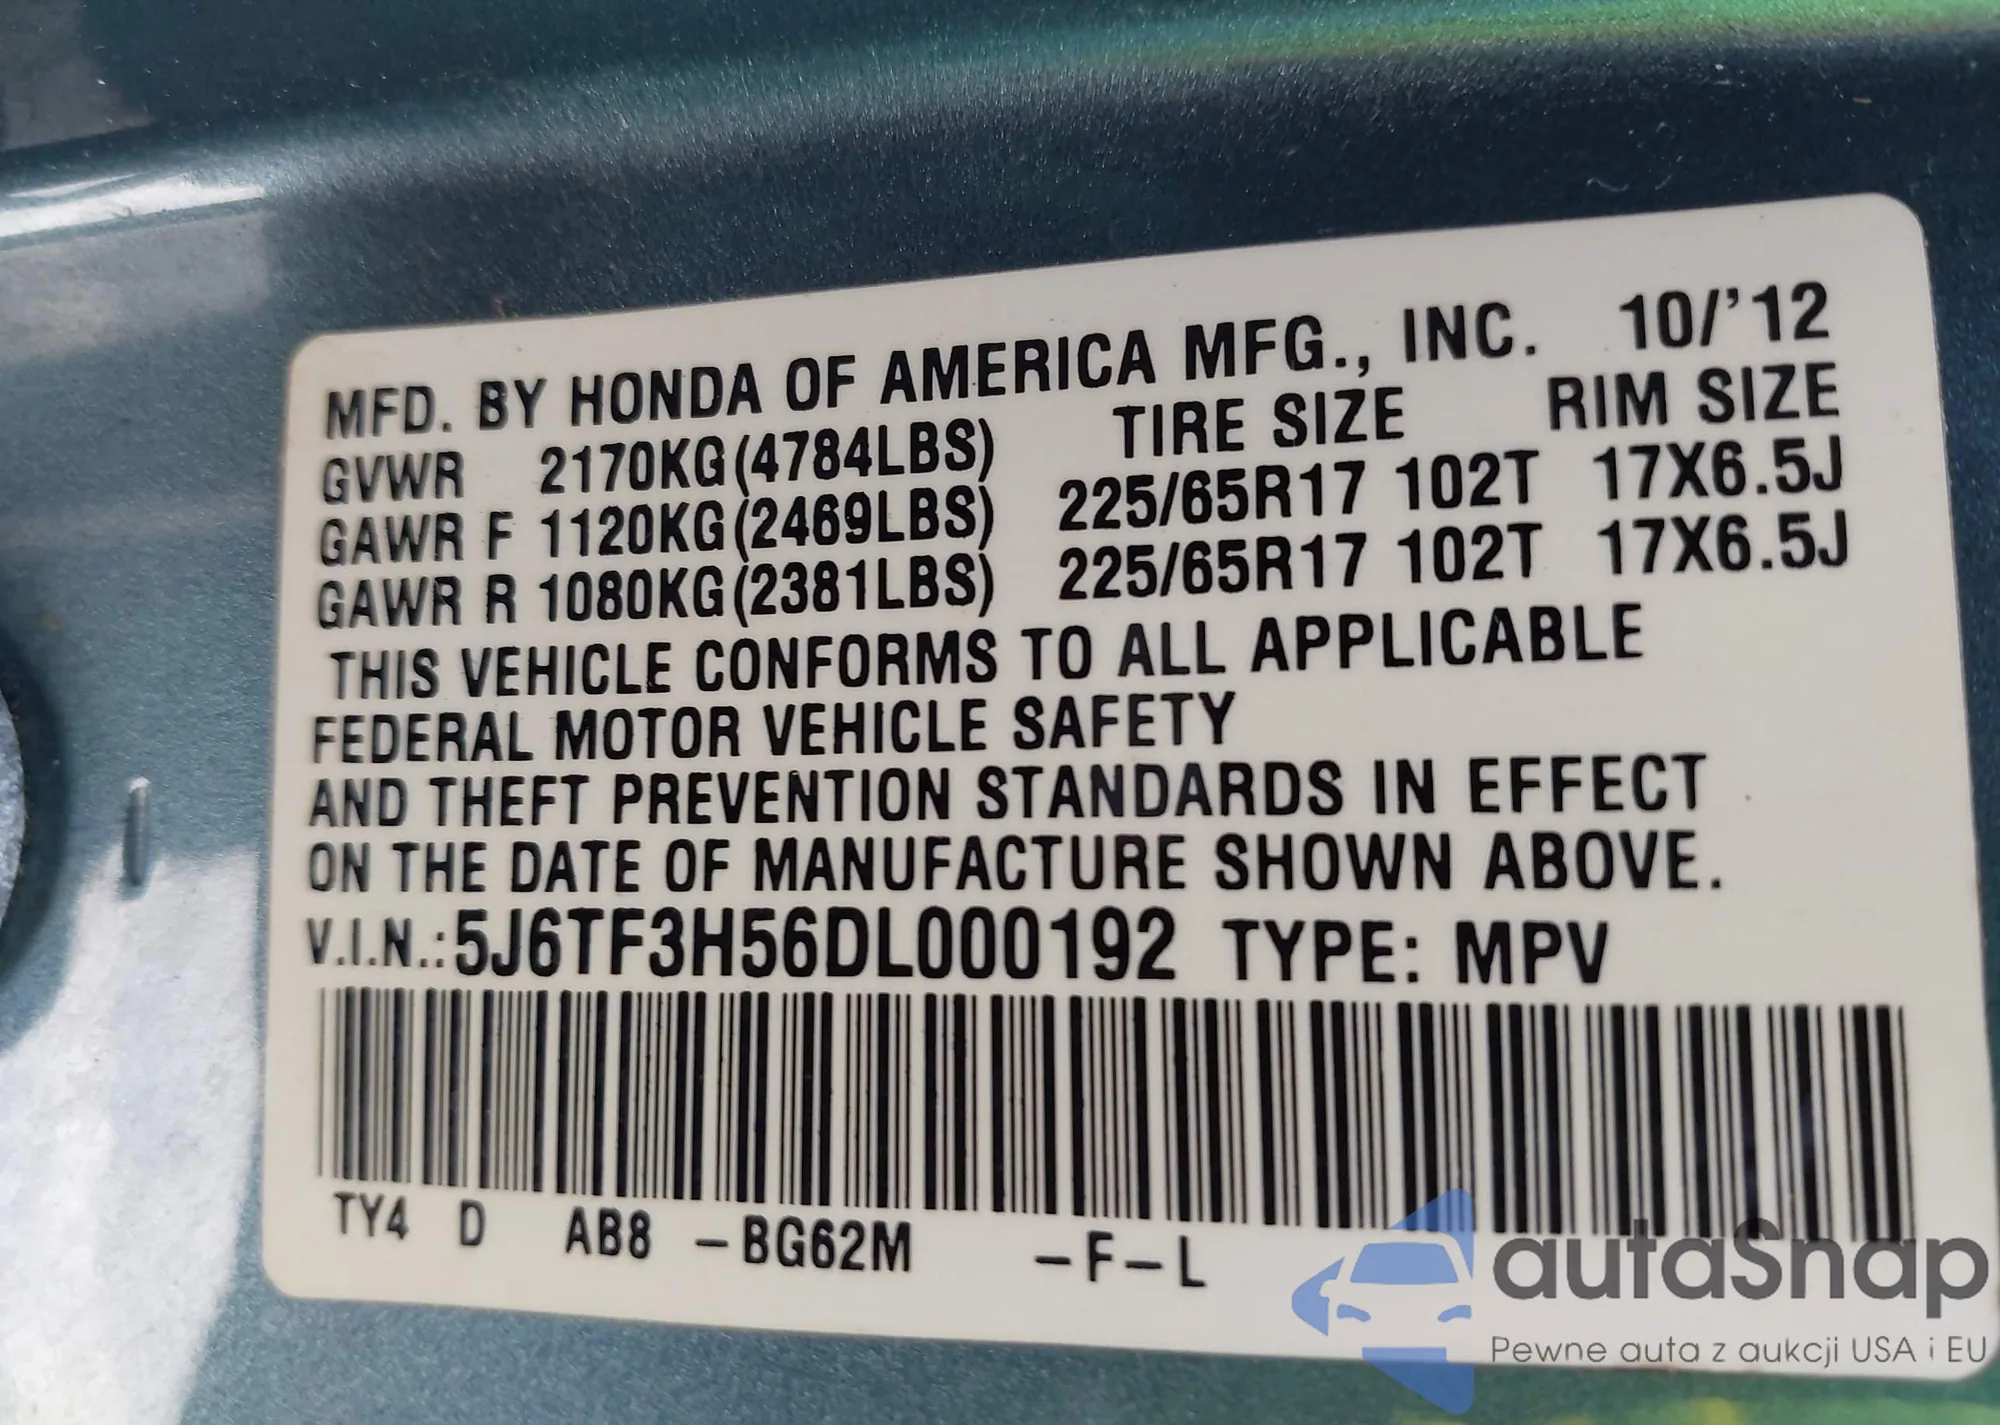 MFD. BY HONDA OF AMERICA MFG., INC. 10/'12
GVWR 2170KG(4784LBS) TIRE SIZE RIM SIZE
GAWR F 1120KG(2469LBS) 225/65R17 102T 17X6.5J
GAWR R 1080KG(2381LBS) 225/65R17 102T 17X6.5J
THIS VEHICLE CONFORMS TO ALL APPLICABLE
FEDERAL MOTOR VEHICLE SAFETY
AND THEFT PREVENTION STANDARDS IN EFFECT
ON THE DATE OF MANUFACTURE SHOWN ABOVE.
V.I.N.:5J6TF3H56DL000192 TYPE: MPV
TY4 D AB8 -BG62M -F-L
autaSnap
Pewne auta z aukcji USA i EU